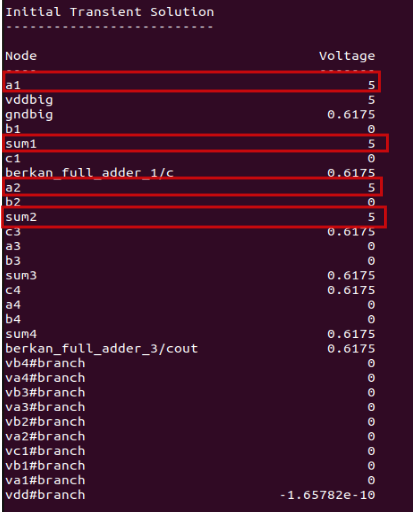 Initial Transient Solution
--------------------------
Node Voltage
---- -------
a1 5
vddbig 5
gndbig 0.6175
b1 0
sum1 5
c1 0
berkan_full_adder_1/c 0.6175
a2 5
b2 0
sum2 5
c3 0.6175
a3 0
b3 0
sum3 0.6175
c4 0.6175
a4 0
b4 0
sum4 0.6175
berkan_full_adder_3/cout 0.6175
vb4#branch 0
va4#branch 0
vb3#branch 0
va3#branch 0
vb2#branch 0
va2#branch 0
vc1#branch 0
vb1#branch 0
va1#branch 0
vdd#branch -1.65782e-10